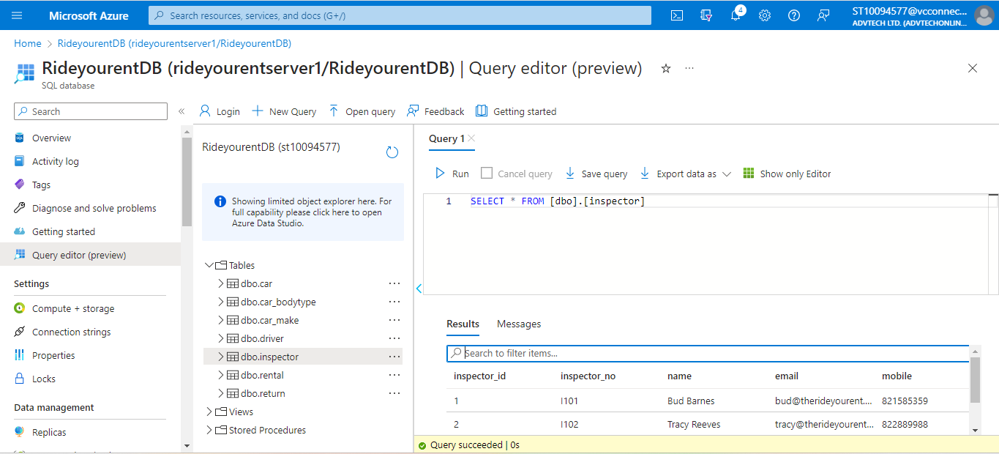 Microsoft Azure
Search resources, services, and docs (G+/)
4
ST10094577@vcconnec...
ADVTECH LTD. (ADVTECHONLIN...
Home > RideyourentDB (rideyourentserver1/RideyourentDB)
RideyourentDB (rideyourentserver1/RideyourentDB) | Query editor (preview)
SQL database
Search
Login
New Query
Open query
Feedback
Getting started
Overview
Activity log
Tags
Diagnose and solve problems
Getting started
Query editor (preview)
Settings
Compute + storage
Connection strings
Properties
Locks
Data management
Replicas
RideyourentDB (st10094577)
Showing limited object explorer here. For
full capability please click here to open
Azure Data Studio.
Tables
dbo.car
dbo.car_bodytype
dbo.car_make
dbo.driver
dbo.inspector
dbo.rental
dbo.return
Views
Stored Procedures
Query 1
Run
Cancel query
Save query
Export data as
Show only Editor
1 SELECT * FROM [dbo].[inspector]
Results Messages
Search to filter items...
inspector_id inspector_no name email mobile
1 I101 Bud Barnes bud@therideyourent.... 821585359
2 I102 Tracy Reeves tracy@therideyourent... 822889988
Query succeeded | 0s